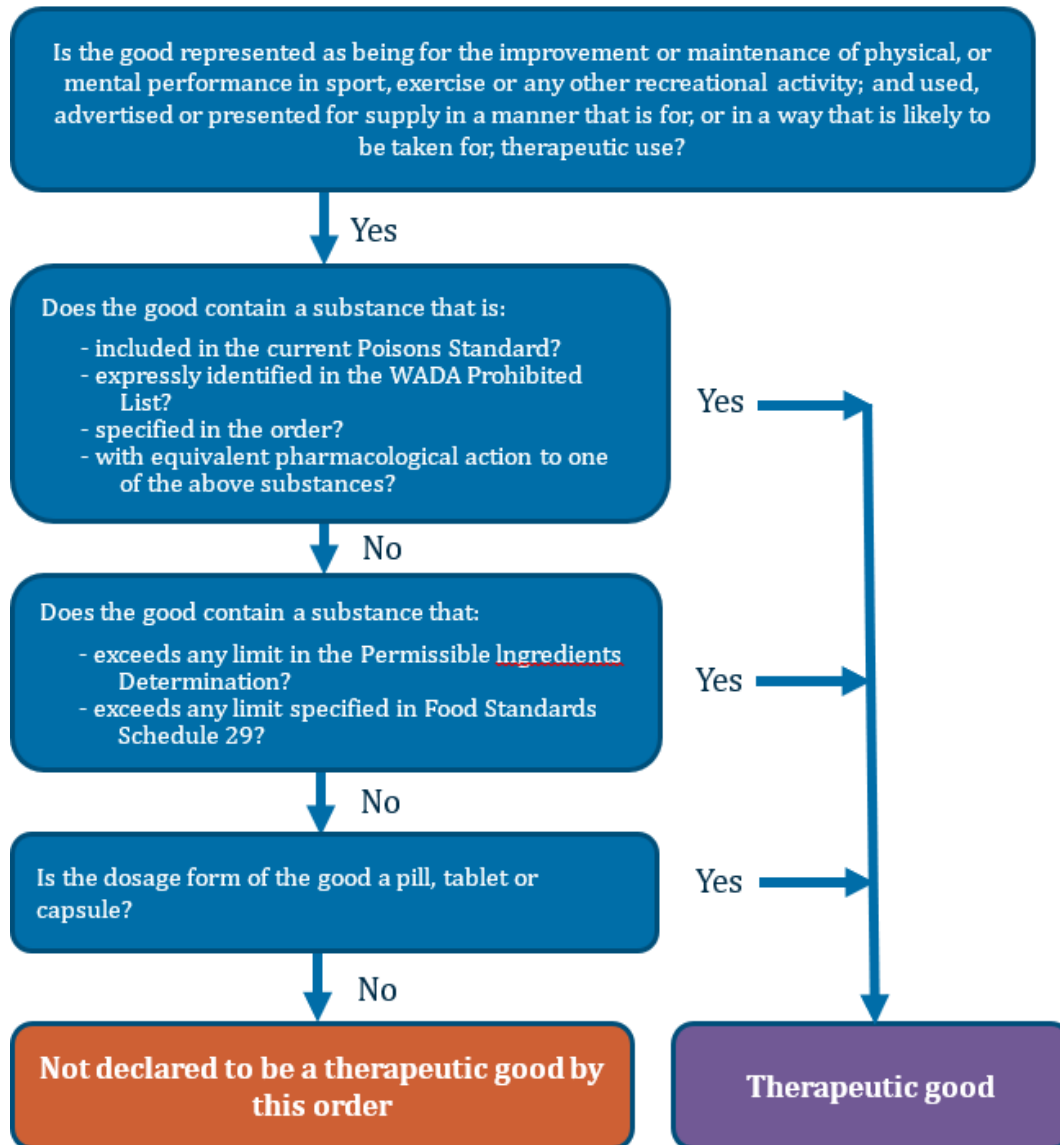 Is the good represented as being for the improvement or maintenance of physical, or
mental performance in sport, exercise or any other recreational activity; and used,
advertised or presented for supply in a manner that is for, or in a way that is likely to
be taken for, therapeutic use?
Yes
Does the good contain a substance that is:
- included in the current Poisons Standard?
- expressly identified in the WADA Prohibited
List?
- specified in the order?
- with equivalent pharmacological action to one
of the above substances?
Yes
No
Does the good contain a substance that:
- exceeds any limit in the Permissible Ingredients
Determination?
- exceeds any limit specified in Food Standards
Schedule 29?
Yes
No
Is the dosage form of the good a pill, tablet or
capsule?
Yes
No
Not declared to be a therapeutic good by
this order
Therapeutic good